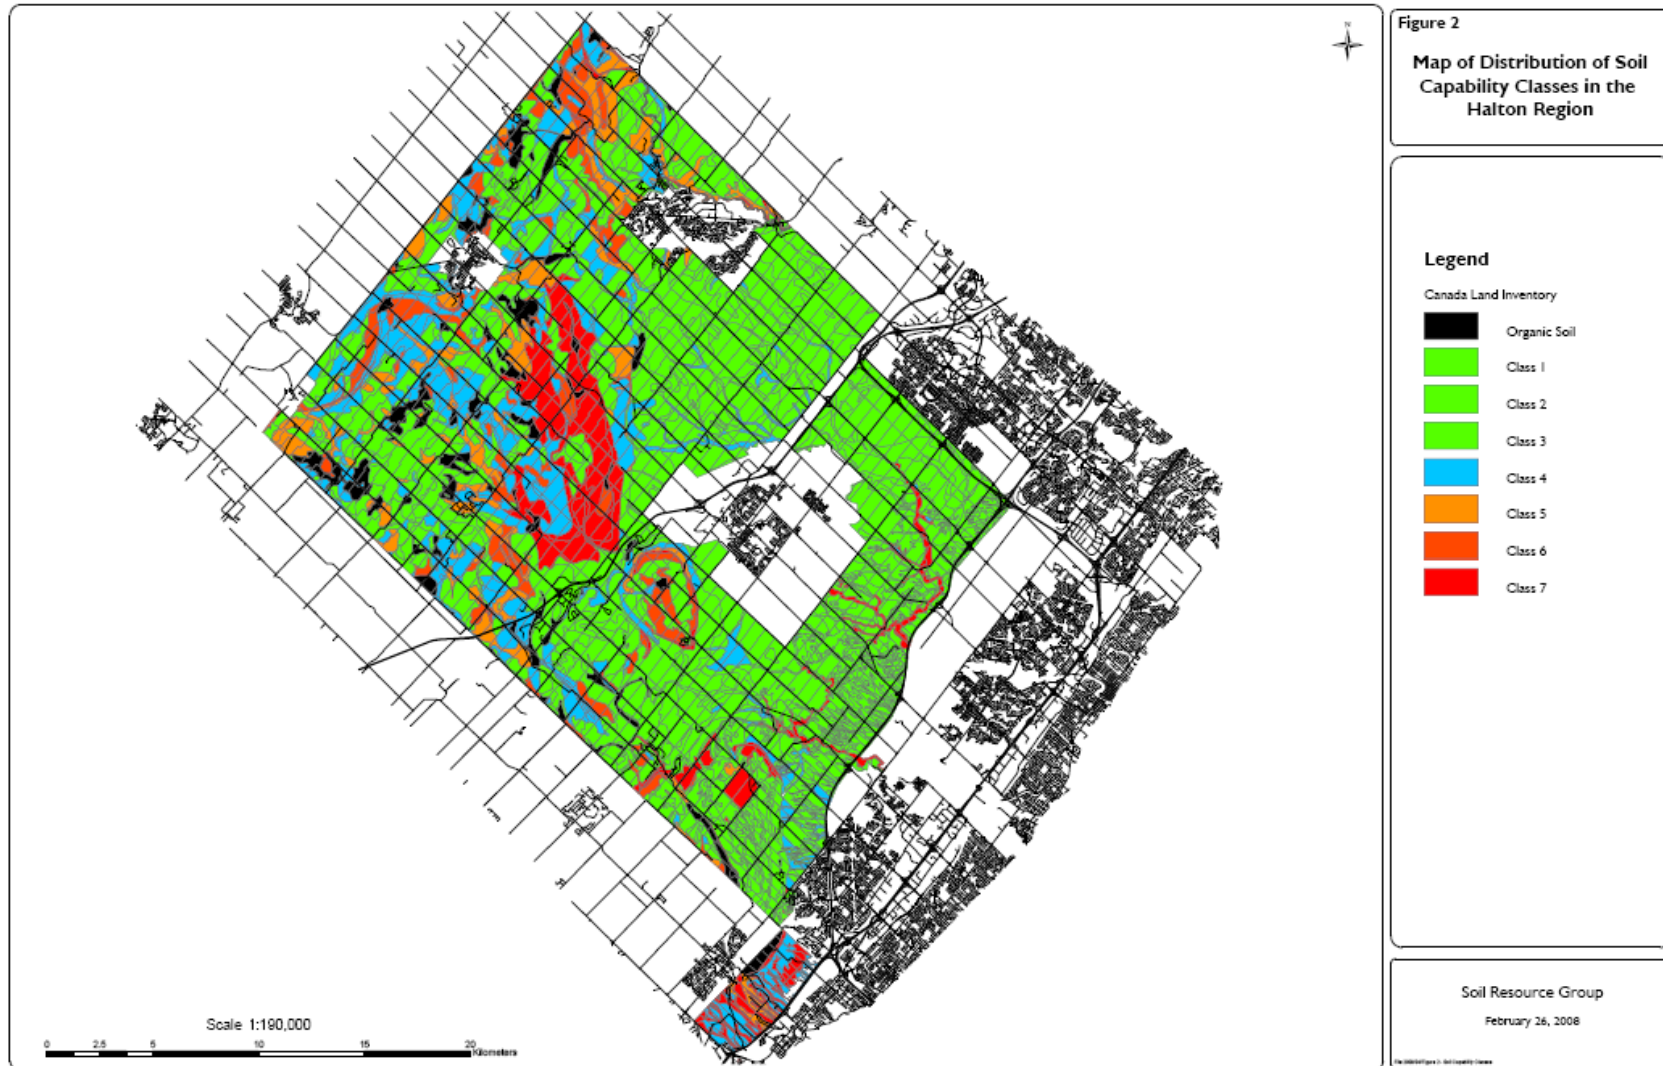 Figure 2
Map of Distribution of Soil
Capability Classes in the
Halton Region
N
Legend
Canada Land Inventory
Organic Soil
Class 1
Class 2
Class 3
Class 4
Class 5
Class 6
Class 7
Scale 1:190,000
0 2.5 5 10 15 20
Kilometers
Soil Resource Group
February 26, 2008